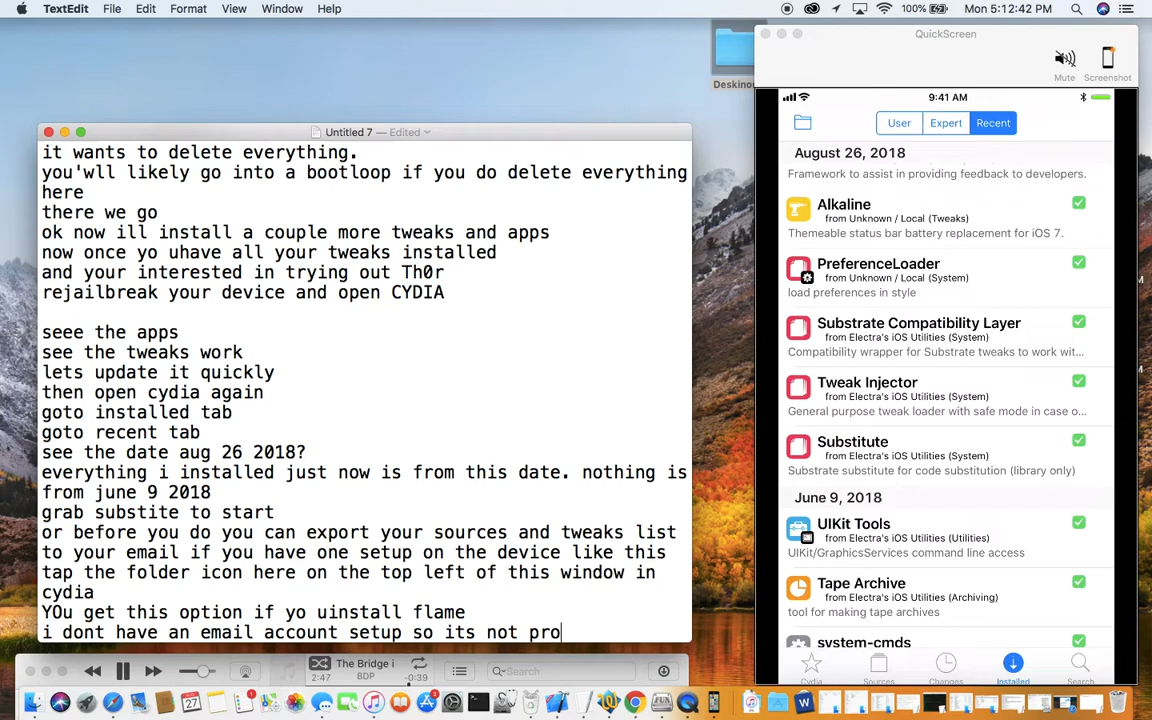 TextEdit File Edit Format View Window Help
100% Mon 5:12:42 PM
Deskino
QuickScreen
Mute Screenshot
Untitled 7 — Edited
it wants to delete everything.
you'wll likely go into a bootloop if you do delete everything
here
there we go
ok now ill install a couple more tweaks and apps
now once yo uhave all your tweaks installed
and your interested in trying out Th0r
rejailbreak your device and open CYDIA
seee the apps
see the tweaks work
lets update it quickly
then open cydia again
goto installed tab
goto recent tab
see the date aug 26 2018?
everything i installed just now is from this date. nothing is
from june 9 2018
grab substite to start
or before you do you can export your sources and tweaks list
to your email if you have one setup on the device like this
tap the folder icon here on the top left of this window in
cydia
YOu get this option if yo uinstall flame
i dont have an email account setup so its not pro
9:41 AM
User Expert Recent
August 26, 2018
Framework to assist in providing feedback to developers.
Alkaline
from Unknown / Local (Tweaks)
Themeable status bar battery replacement for iOS 7.
PreferenceLoader
from Unknown / Local (System)
load preferences in style
Substrate Compatibility Layer
from Electra's iOS Utilities (System)
Compatibility wrapper for Substrate tweaks to work wit...
Tweak Injector
from Electra's iOS Utilities (System)
General purpose tweak loader with safe mode in case o...
Substitute
from Electra's iOS Utilities (System)
Substrate substitute for code substitution (library only)
June 9, 2018
UIKit Tools
from Electra's iOS Utilities (Utilities)
UIKit/GraphicsServices command line access
Tape Archive
from Electra's iOS Utilities (Archiving)
tool for making tape archives
system-cmds
Cydia Sources Changes Installed Search
The Bridge i
2:47 BDP -0:39
Search